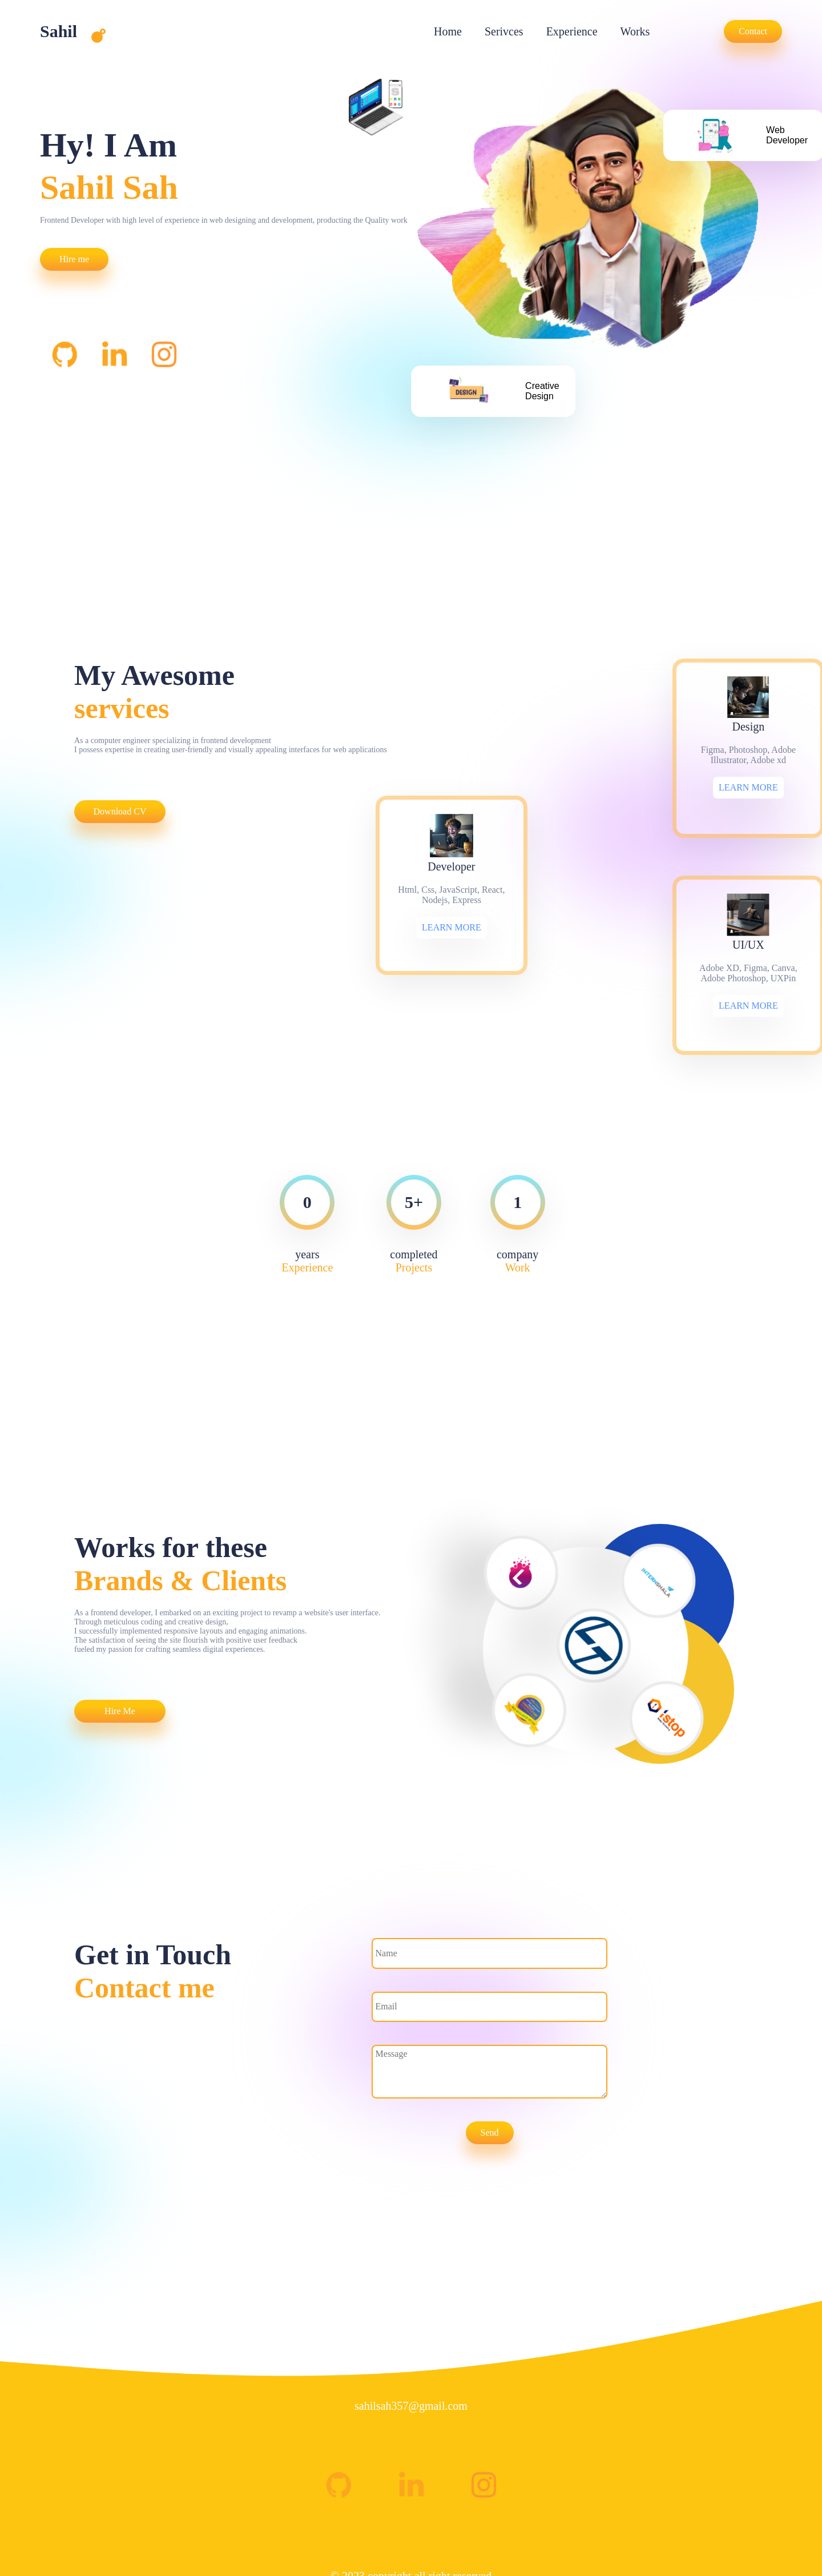 Sahil
Home
Serivces
Experience
Works
Contact
Hy! I Am
Sahil Sah
Frontend Developer with high level of experience in web designing and development, producting the Quality work
Hire me
Web
Developer
DESIGN
Creative
Design
My Awesome
services
As a computer engineer specializing in frontend development
I possess expertise in creating user-friendly and visually appealing interfaces for web applications
Download CV
Design
Figma, Photoshop, Adobe
Illustrator, Adobe xd
LEARN MORE
Developer
Html, Css, JavaScript, React,
Nodejs, Express
LEARN MORE
UI/UX
Adobe XD, Figma, Canva,
Adobe Photoshop, UXPin
LEARN MORE
0
years
Experience
5+
completed
Projects
1
company
Work
Works for these
Brands & Clients
As a frontend developer, I embarked on an exciting project to revamp a website's user interface.
Through meticulous coding and creative design,
I successfully implemented responsive layouts and engaging animations.
The satisfaction of seeing the site flourish with positive user feedback
fueled my passion for crafting seamless digital experiences.
Hire Me
INTERNSHALA
istop
Get in Touch
Contact me
Name
Email
Message
Send
sahilsah357@gmail.com
© 2023 copyright all right reserved